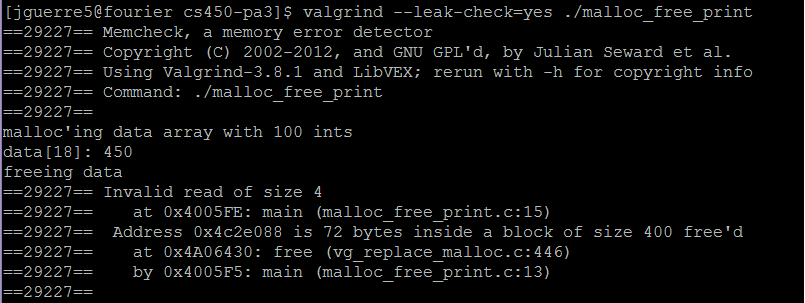 [jguerre5@fourier cs450-pa3]$ valgrind --leak-check=yes ./malloc_free_print
==29227== Memcheck, a memory error detector
==29227== Copyright (C) 2002-2012, and GNU GPL'd, by Julian Seward et al.
==29227== Using Valgrind-3.8.1 and LibVEX; rerun with -h for copyright info
==29227== Command: ./malloc_free_print
==29227==
malloc'ing data array with 100 ints
data[18]: 450
freeing data
==29227== Invalid read of size 4
==29227==    at 0x4005FE: main (malloc_free_print.c:15)
==29227==  Address 0x4c2e088 is 72 bytes inside a block of size 400 free'd
==29227==    at 0x4A06430: free (vg_replace_malloc.c:446)
==29227==    by 0x4005F5: main (malloc_free_print.c:13)
==29227==